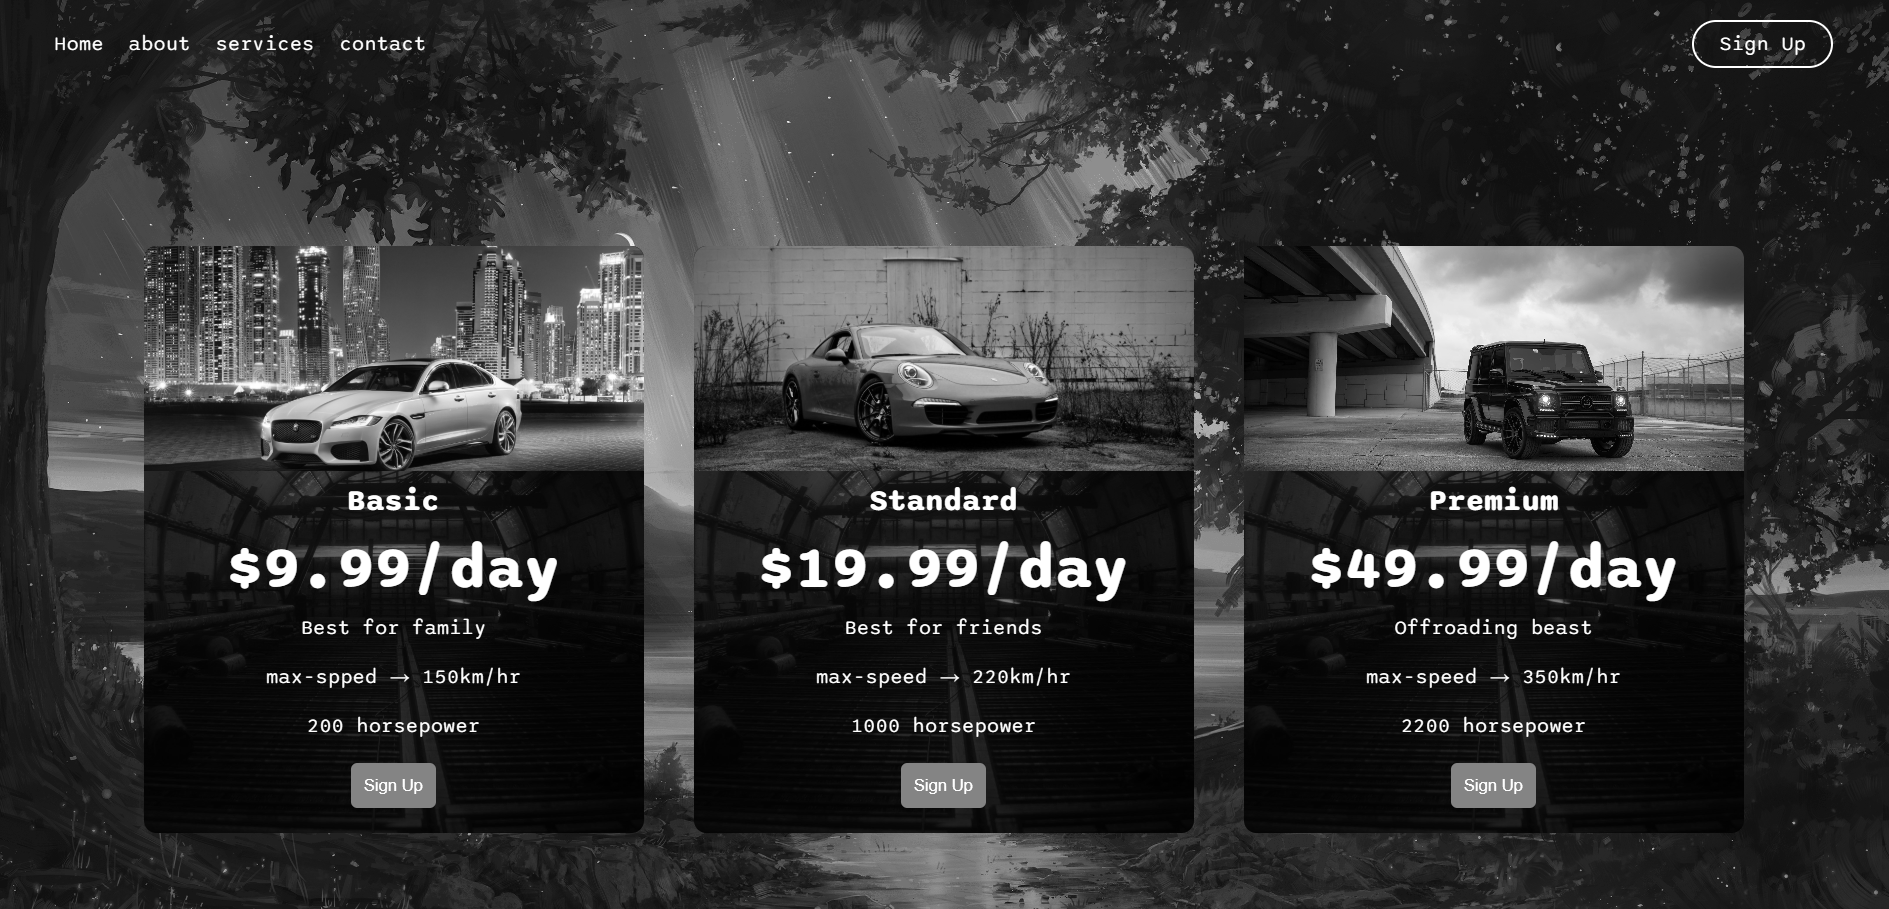 Home about services contact Sign Up
Basic
$9.99/day
Best for family
max-spped → 150km/hr
200 horsepower
Sign Up
Standard
$19.99/day
Best for friends
max-speed → 220km/hr
1000 horsepower
Sign Up
Premium
$49.99/day
Offroading beast
max-speed → 350km/hr
2200 horsepower
Sign Up